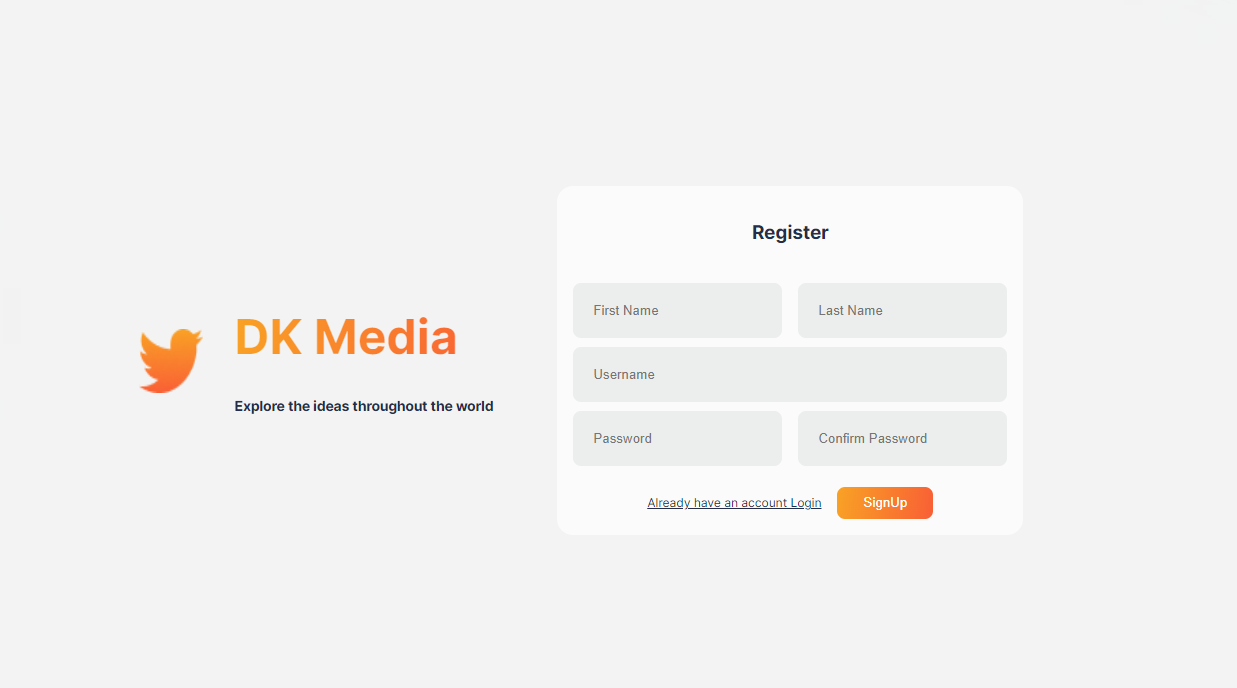 DK Media
Explore the ideas throughout the world
Register
First Name
Last Name
Username
Password
Confirm Password
Already have an account Login
SignUp